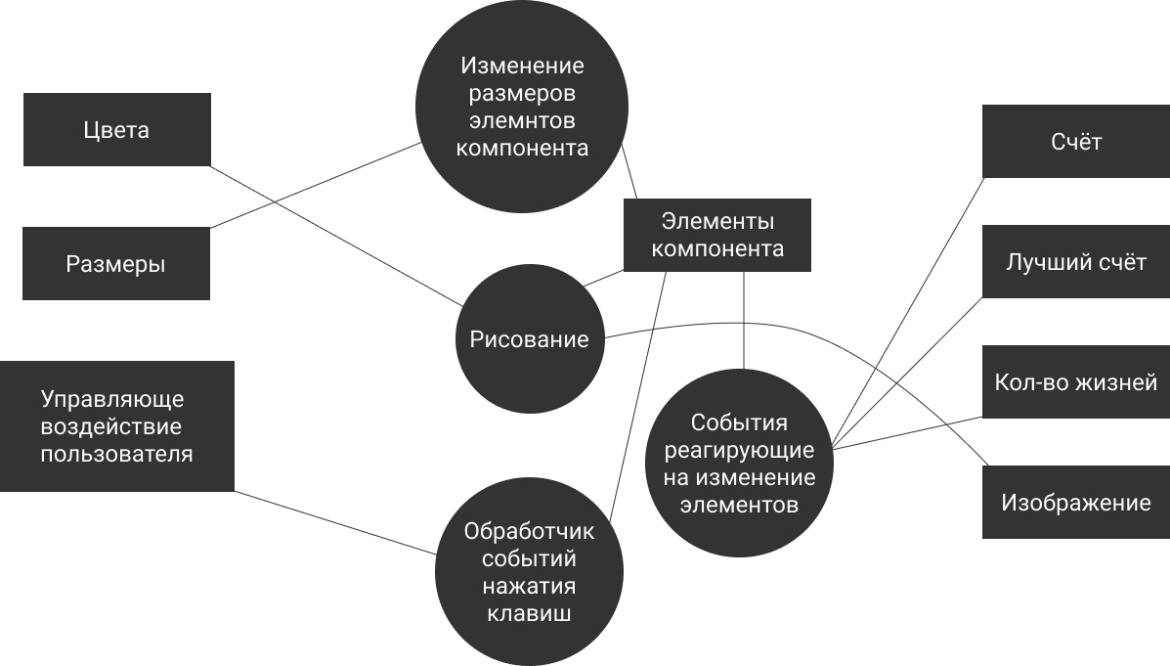 Изменение
размеров
элемнтов
компонента
Цвета
Счёт
Элементы
компонента
Размеры
Лучший счёт
Рисование
Кол-во жизней
Управляюще
воздействие
пользователя
События
реагирующие
на изменение
элементов
Изображение
Обработчик
событий
нажатия
клавиш